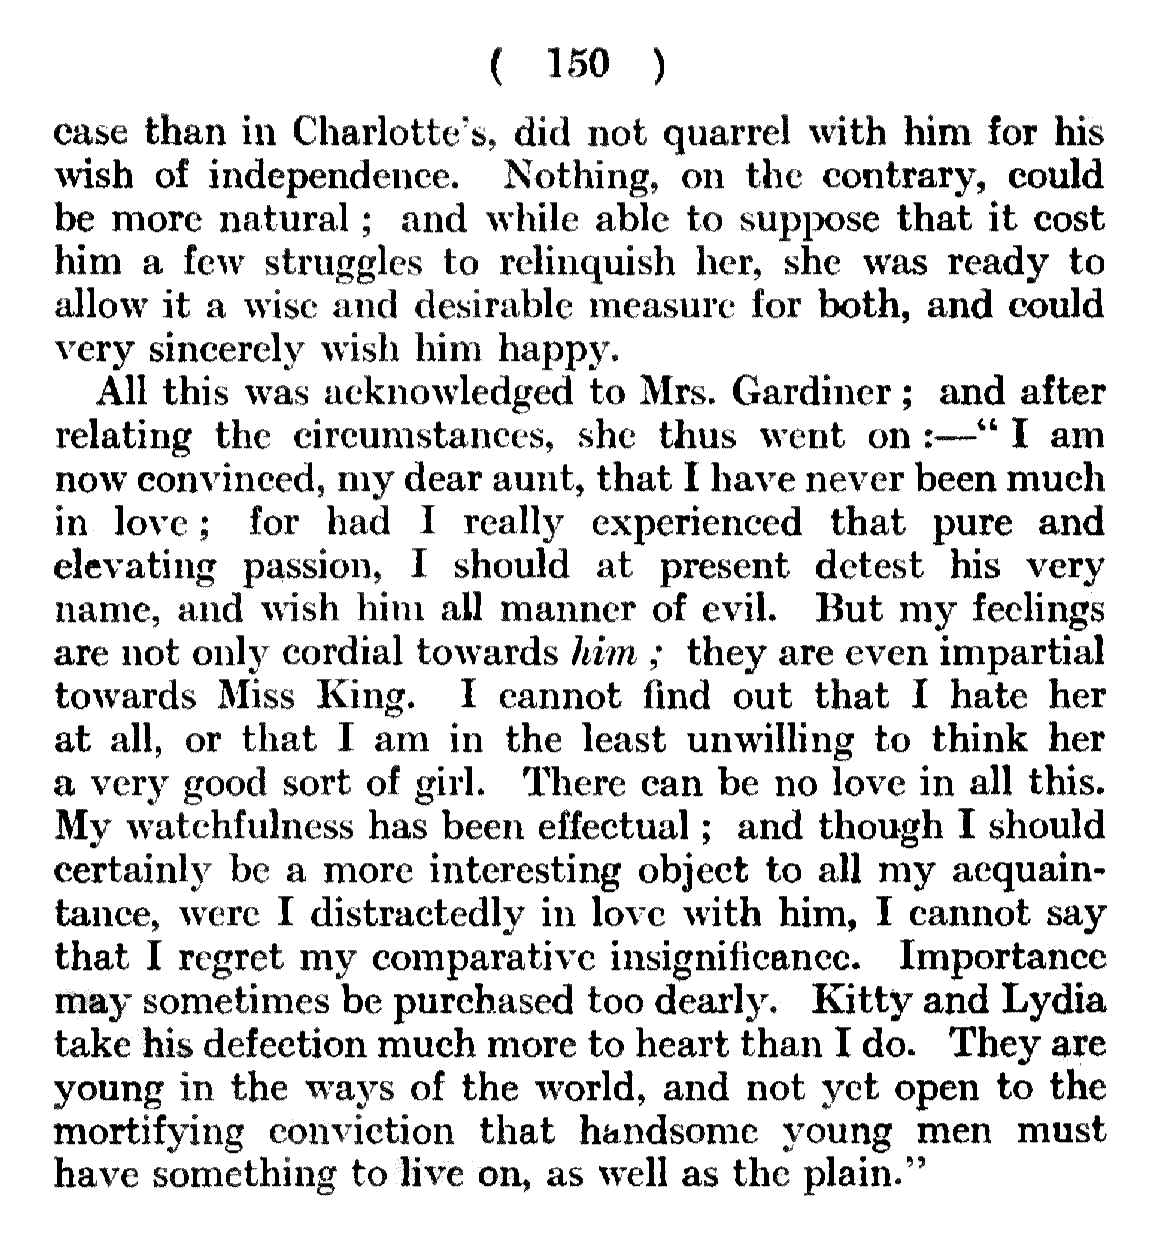 ( 150 )
case than in Charlotte's, did not quarrel with him for his
wish of independence. Nothing, on the contrary, could
be more natural ; and while able to suppose that it cost
him a few struggles to relinquish her, she was ready to
allow it a wise and desirable measure for both, and could
very sincerely wish him happy.
All this was acknowledged to Mrs. Gardiner ; and after
relating the circumstances, she thus went on :—“ I am
now convinced, my dear aunt, that I have never been much
in love ; for had I really experienced that pure and
elevating passion, I should at present detest his very
name, and wish him all manner of evil. But my feelings
are not only cordial towards him ; they are even impartial
towards Miss King. I cannot find out that I hate her
at all, or that I am in the least unwilling to think her
a very good sort of girl. There can be no love in all this.
My watchfulness has been effectual ; and though I should
certainly be a more interesting object to all my acquain-
tance, were I distractedly in love with him, I cannot say
that I regret my comparative insignificance. Importance
may sometimes be purchased too dearly. Kitty and Lydia
take his defection much more to heart than I do. They are
young in the ways of the world, and not yet open to the
mortifying conviction that handsome young men must
have something to live on, as well as the plain.”